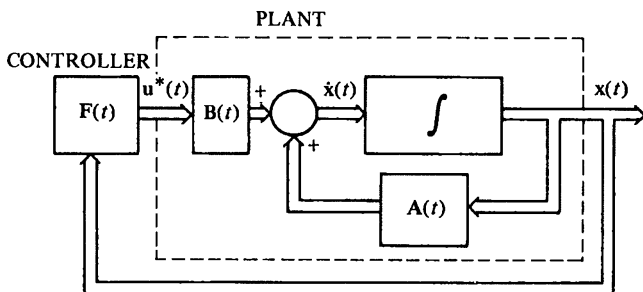 PLANT
CONTROLLER
u*(t)
ẋ(t)
x(t)
F(t)
B(t)
+
∫
+
A(t)